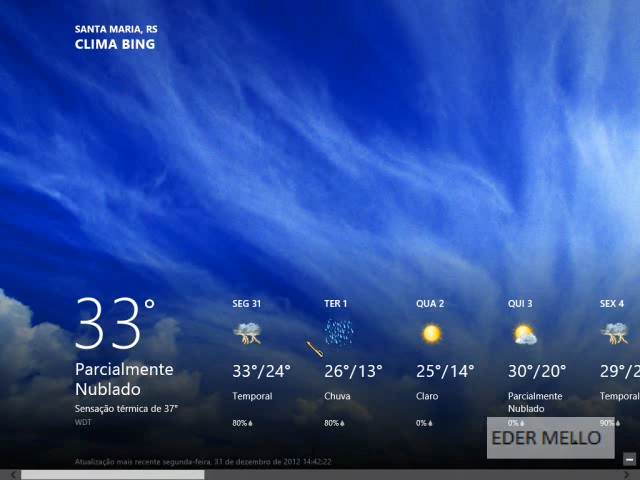 SANTA MARIA, RS
CLIMA BING
33°
Parcialmente
Nublado
Sensação térmica de 37°
WDT
SEG 31
33°/24°
Temporal
80%
TER 1
26°/13°
Chuva
80%
QUA 2
25°/14°
Claro
0%
QUI 3
30°/20°
Parcialmente
Nublado
0%
SEX 4
29°/2
Temporal
90%
EDER MELLO
Atualização mais recente segunda-feira, 31 de dezembro de 2012 14:42:22